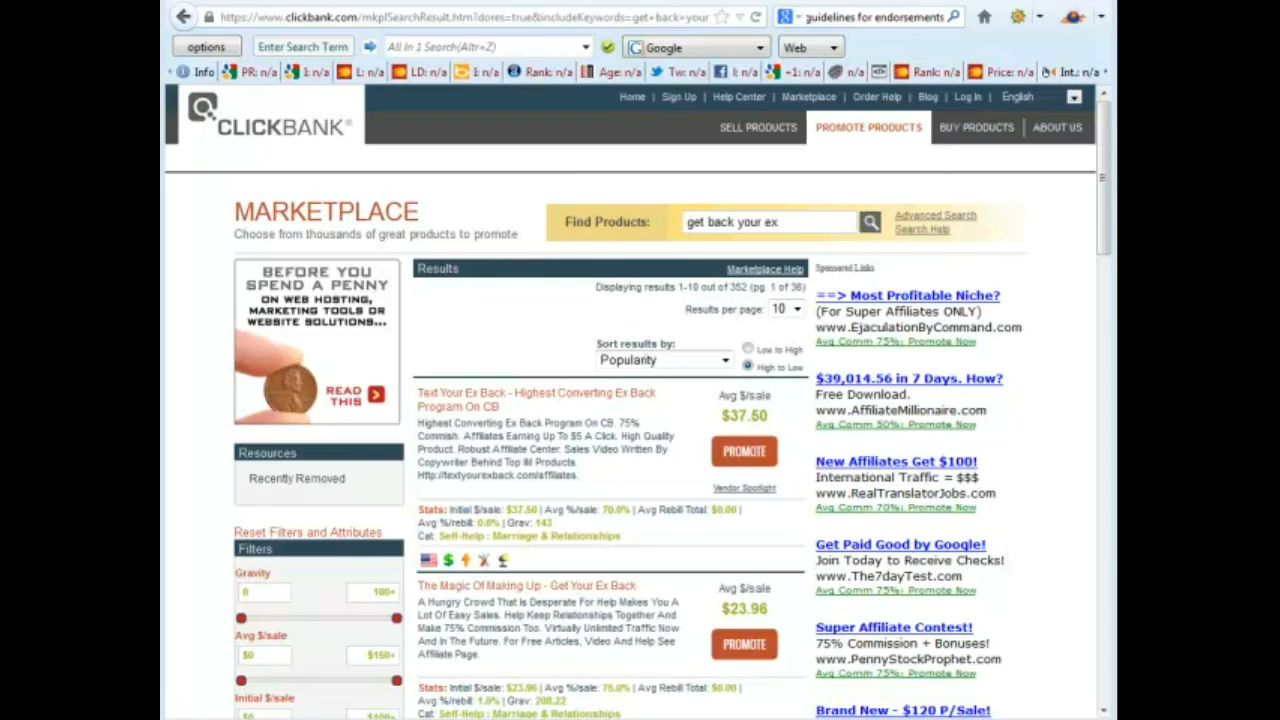 https://www.clickbank.com/mkplSearchResult.htm?dores=true&includeKeywords=get+back+your
guidelines for endorsements
options
Enter Search Term
All In 1 Search(Altr+Z)
Google
Web
Info
PR: n/a
I: n/a
L: n/a
LD: n/a
I: n/a
Rank: n/a
Age: n/a
Tw: n/a
l: n/a
+1: n/a
n/a
Rank: n/a
Price: n/a
Int.: n/a
Home | Sign Up | Help Center | Marketplace | Order Help | Blog | Log In | English
CLICKBANK®
SELL PRODUCTS
PROMOTE PRODUCTS
BUY PRODUCTS
ABOUT US
MARKETPLACE
Choose from thousands of great products to promote
Find Products:
get back your ex
Advanced Search
Search Help
BEFORE YOU
SPEND A PENNY
ON WEB HOSTING,
MARKETING TOOLS OR
WEBSITE SOLUTIONS...
READ
THIS
Resources
Recently Removed
Reset Filters and Attributes
Filters
Gravity
0
100+
Avg $/sale
$0
$150+
Initial $/sale
$0
$100+
Results
Marketplace Help
Displaying results 1-10 out of 352 (pg. 1 of 36)
Results per page: 10
Sort results by:
Popularity
Low to High
High to Low
Text Your Ex Back - Highest Converting Ex Back
Program On CB
Highest Converting Ex Back Program On CB. 75%
Commish. Affiliates Earning Up To $5 A Click. High Quality
Product. Robust Affiliate Center. Sales Video Written By
Copywriter Behind Top IM Products.
Http://textyourexback.com/affiliates.
Avg $/sale
$37.50
PROMOTE
Vendor Spotlight
Stats: Initial $/sale: $37.50 | Avg %/sale: 70.0% | Avg Rebill Total: $0.00 |
Avg %/rebill: 0.0% | Grav: 143
Cat: Self-Help : Marriage & Relationships
The Magic Of Making Up - Get Your Ex Back
A Hungry Crowd That Is Desperate For Help Makes You A
Lot Of Easy Sales. Help Keep Relationships Together And
Make 75% Commission Too. Virtually Unlimited Traffic Now
And In The Future. For Free Articles, Video And Help See
Affiliate Page.
Avg $/sale
$23.96
PROMOTE
Stats: Initial $/sale: $23.96 | Avg %/sale: 75.0% | Avg Rebill Total: $0.00 |
Avg %/rebill: 1.0% | Grav: 208.22
Cat: Self-Help : Marriage & Relationships
Sponsored Links
==> Most Profitable Niche?
(For Super Affiliates ONLY)
www.EjaculationByCommand.com
Avg Comm 75%: Promote Now
$39,014.56 in 7 Days. How?
Free Download.
www.AffiliateMillionaire.com
Avg Comm 50%: Promote Now
New Affiliates Get $100!
International Traffic = $$$
www.RealTranslatorJobs.com
Avg Comm 70%: Promote Now
Get Paid Good by Google!
Join Today to Receive Checks!
www.The7dayTest.com
Avg Comm 75%: Promote Now
Super Affiliate Contest!
75% Commission + Bonuses!
www.PennyStockProphet.com
Avg Comm 75%: Promote Now
Brand New - $120 P/Sale!